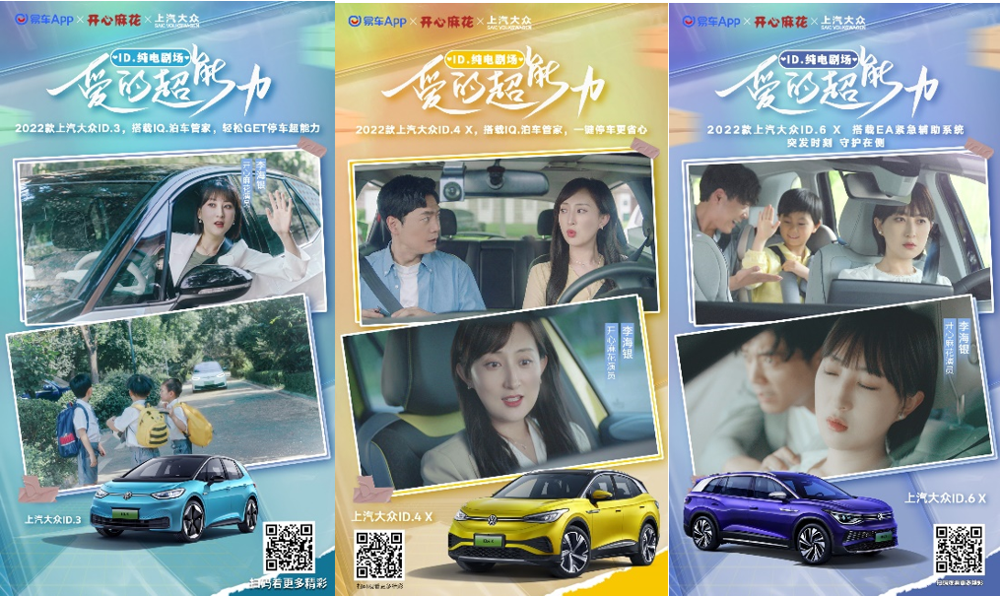 易车App × 开心麻花 × 上汽大众
SAIC VOLKSWAGEN
ID.纯电剧场
爱的超能力
2022款上汽大众ID.3，搭载IQ.泊车管家，轻松GET停车超能力
李海银
开心麻花演员
上汽大众ID.3
扫码看更多精彩
易车App × 开心麻花 × 上汽大众
SAIC VOLKSWAGEN
ID.纯电剧场
爱的超能力
2022款上汽大众ID.4 X，搭载IQ.泊车管家，一键停车更省心
李海银
开心麻花演员
上汽大众ID.4 X
扫码观看更多精彩
易车App × 开心麻花 × 上汽大众
SAIC VOLKSWAGEN
ID.纯电剧场
爱的超能力
2022款上汽大众ID.6 X 搭载EA紧急辅助系统
突发时刻 守护在侧
李海银
开心麻花演员
上汽大众ID.6 X